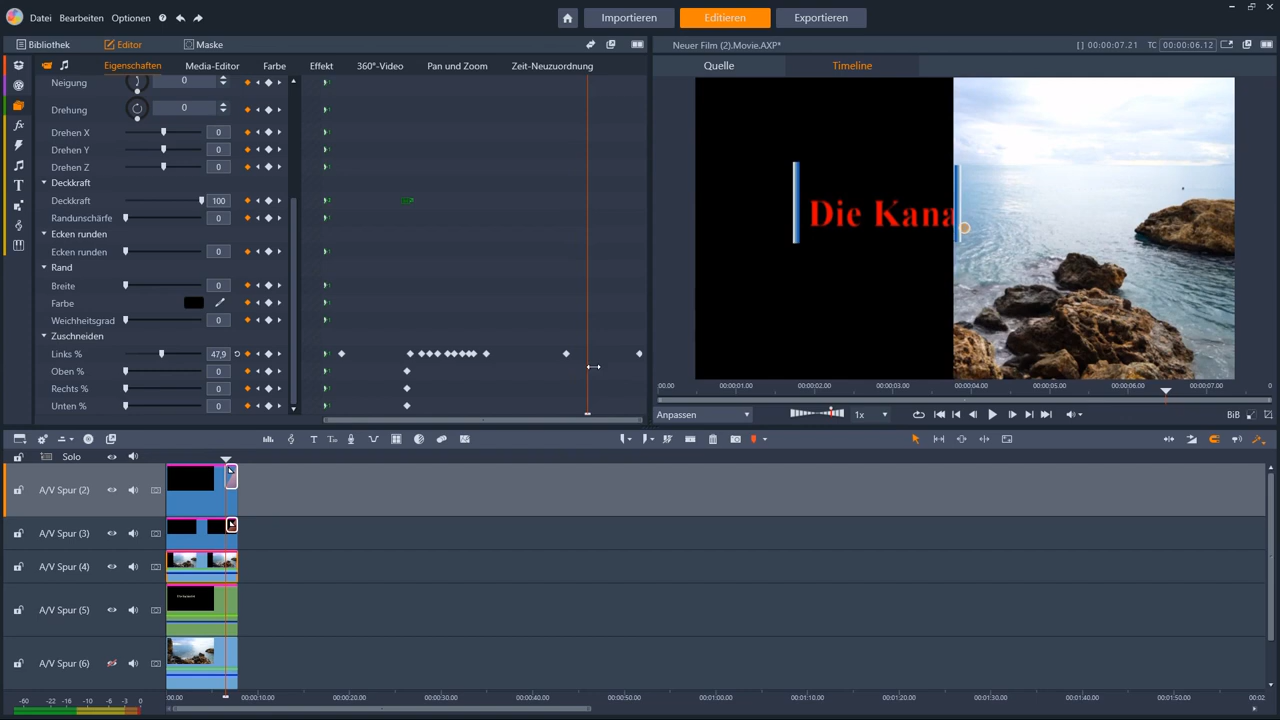 Datei Bearbeiten Optionen ?
Importieren Editieren Exportieren
Bibliothek Editor Maske
Neuer Film (2).Movie.AXP* [] 00:00:07.21 TC 00:00:06.12
Eigenschaften Media-Editor Farbe Effekt 360°-Video Pan und Zoom Zeit-Neuzuordnung
Quelle Timeline
Neigung 0
Drehung 0
Drehen X 0
Drehen Y 0
Drehen Z 0
Deckkraft
Deckkraft 100
Randunschärfe 0
Ecken runden
Ecken runden 0
Rand
Breite 0
Farbe
Weichheitsgrad 0
Zuschneiden
Links % 47,9
Oben % 0
Rechts % 0
Unten % 0
Die Kana
.00 00:00:01.00 00:00:02.00 00:00:03.00 00:00:04.00 00:00:05.00 00:00:06.00 00:00:07.00 0
Anpassen 1x BiB
Solo
A/V Spur (2)
A/V Spur (3)
A/V Spur (4)
A/V Spur (5)
A/V Spur (6)
.00 00:00:10.00 00:00:20.00 00:00:30.00 00:00:40.00 00:00:50.00 00:01:00.00 00:01:10.00 00:01:20.00 00:01:30.00 00:01:40.00 00:01:50.00 00:02
-60 -22 -16 -10 -6 -3 0